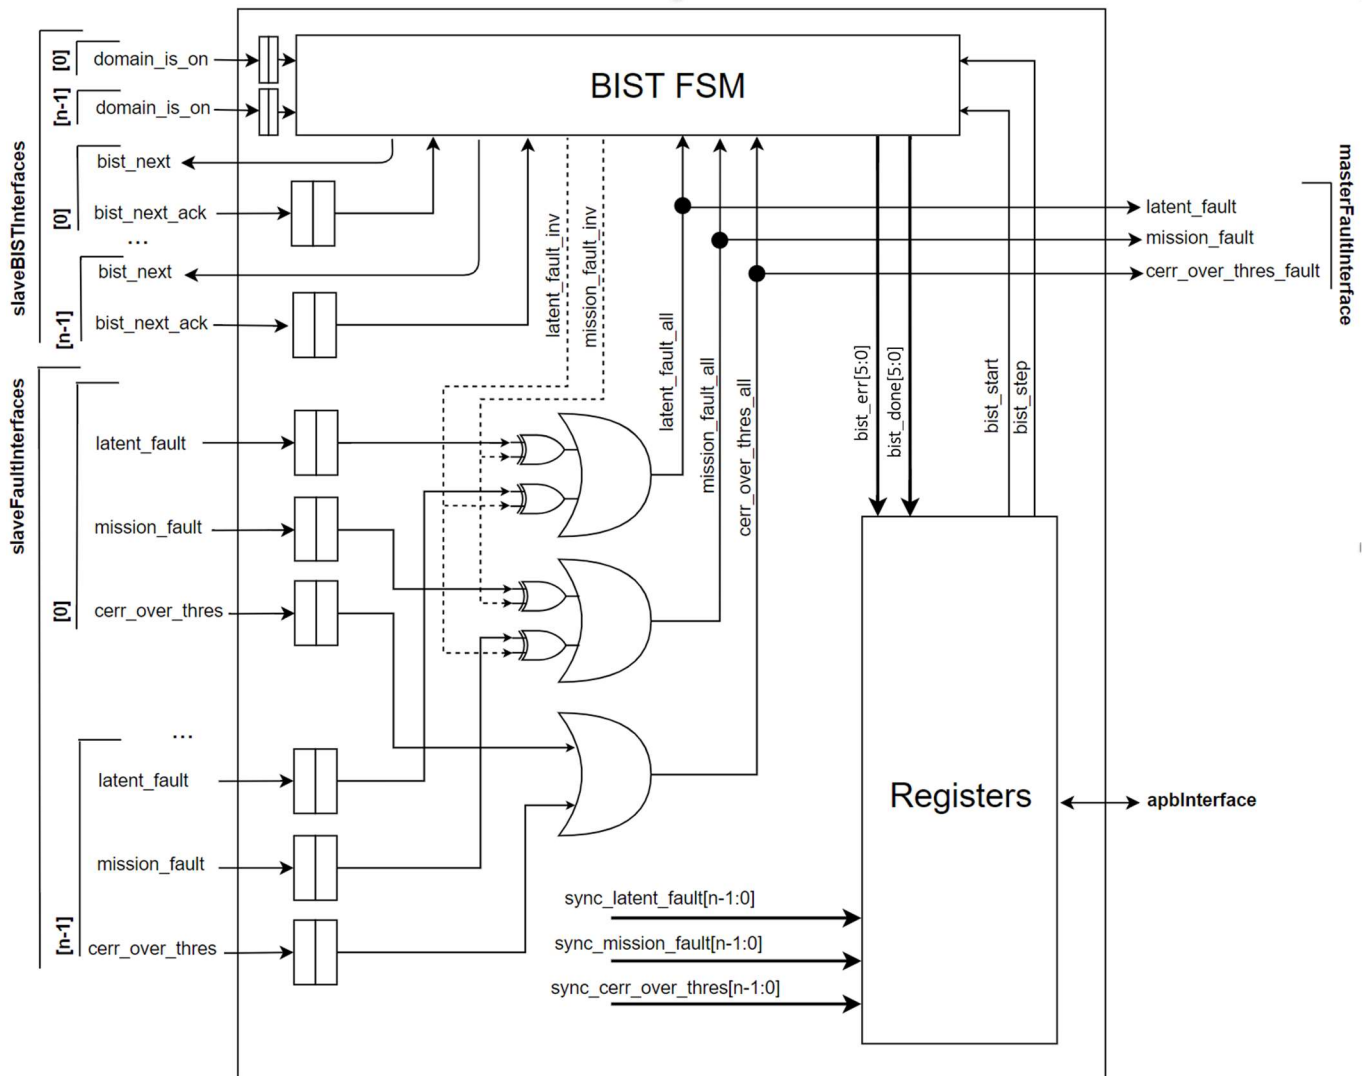 slaveBISTInterfaces
[0]
domain_is_on
[n-1]
domain_is_on
BIST FSM
[0]
bist_next
bist_next_ack
...
[n-1]
bist_next
bist_next_ack
latent_fault_inv
mission_fault_inv
latent_fault_all
mission_fault_all
cerr_over_thres_all
bist_err[5:0]
bist_done[5:0]
bist_start
bist_step
latent_fault
mission_fault
cerr_over_thres_fault
masterFaultInterface
slaveFaultInterfaces
[0]
latent_fault
mission_fault
cerr_over_thres
...
[n-1]
latent_fault
mission_fault
cerr_over_thres
Registers
apbInterface
sync_latent_fault[n-1:0]
sync_mission_fault[n-1:0]
sync_cerr_over_thres[n-1:0]